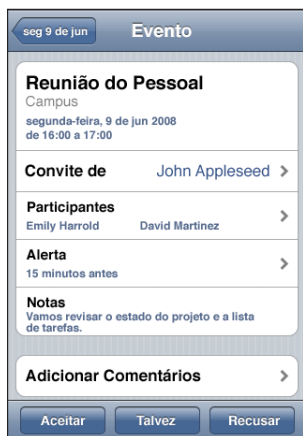 seg 9 de jun
Evento
Reunião do Pessoal
Campus
segunda-feira, 9 de jun 2008
de 16:00 a 17:00
Convite de John Appleseed
Participantes
Emily Harrold David Martinez
Alerta
15 minutos antes
Notas
Vamos revisar o estado do projeto e a lista
de tarefas.
Adicionar Comentários
Aceitar Talvez Recusar